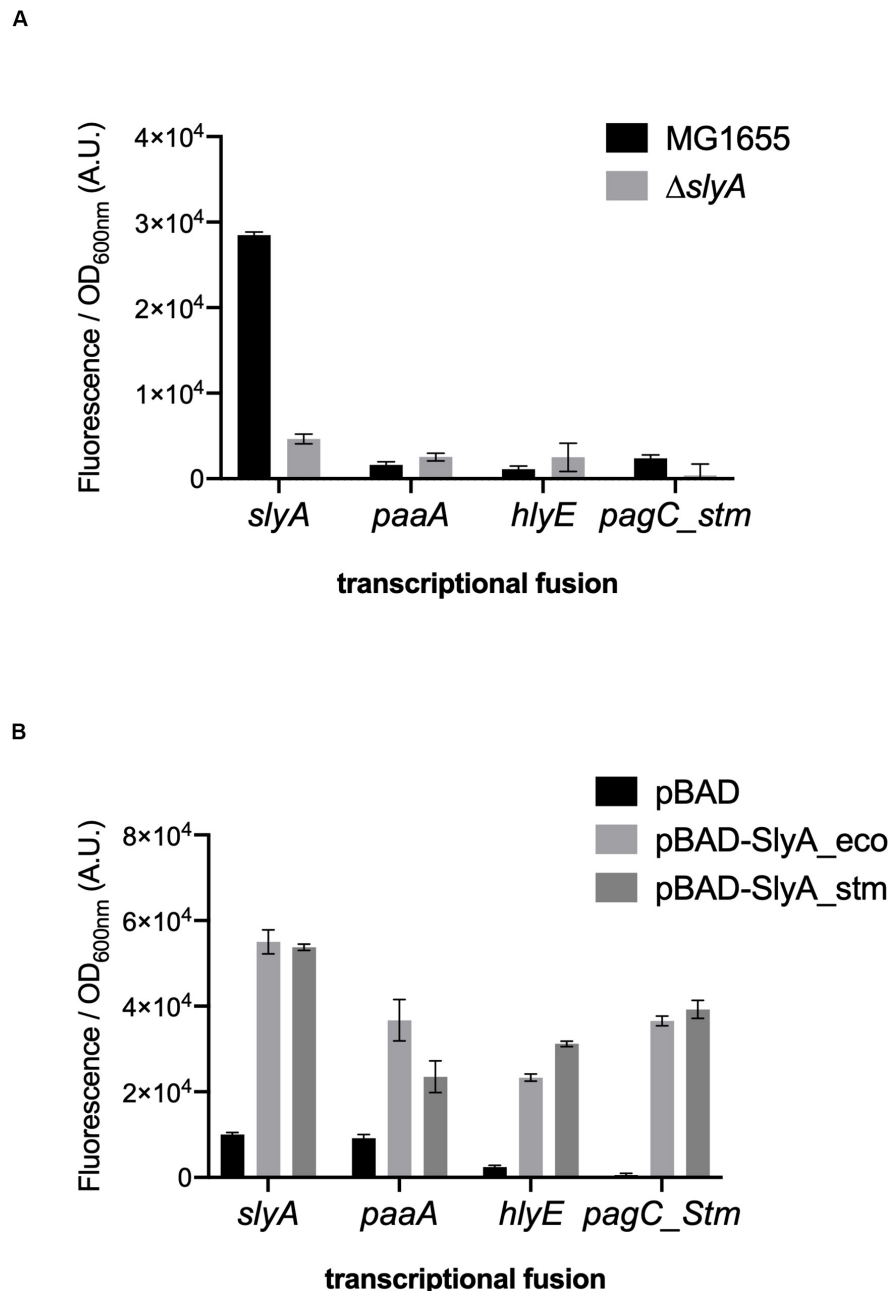 A
Fluorescence / OD600nm (A.U.)
4×10⁴
3×10⁴
2×10⁴
1×10⁴
0
MG1655
ΔslyA
slyA paaA hlyE pagC_stm
transcriptional fusion
B
Fluorescence / OD600nm (A.U.)
8×10⁴
6×10⁴
4×10⁴
2×10⁴
0
pBAD
pBAD-SlyA_eco
pBAD-SlyA_stm
slyA paaA hlyE pagC_Stm
transcriptional fusion